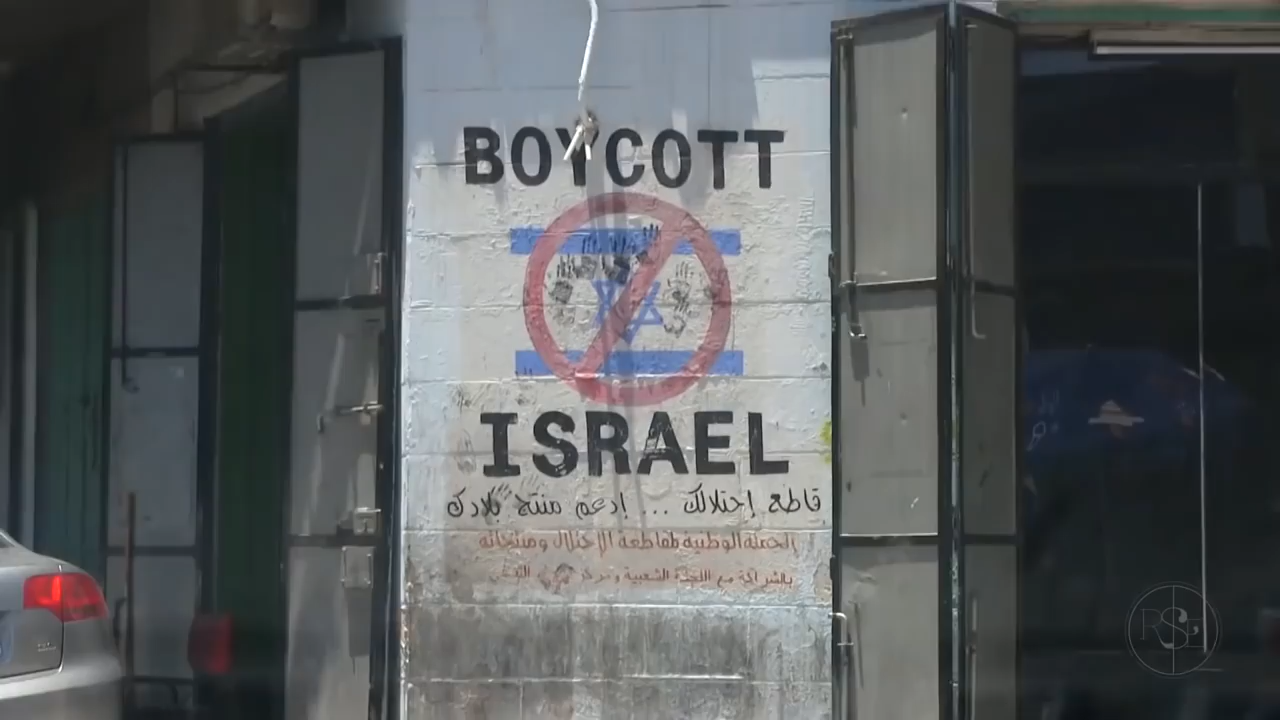 BOYCOTT
ISRAEL
قاطع إحتلالك ... إدعم منتج بلادك
الحملة الوطنية لمقاطعة الإحتلال ومنتجاته
بالشراكة مع اللجنة الشعبية ومركز